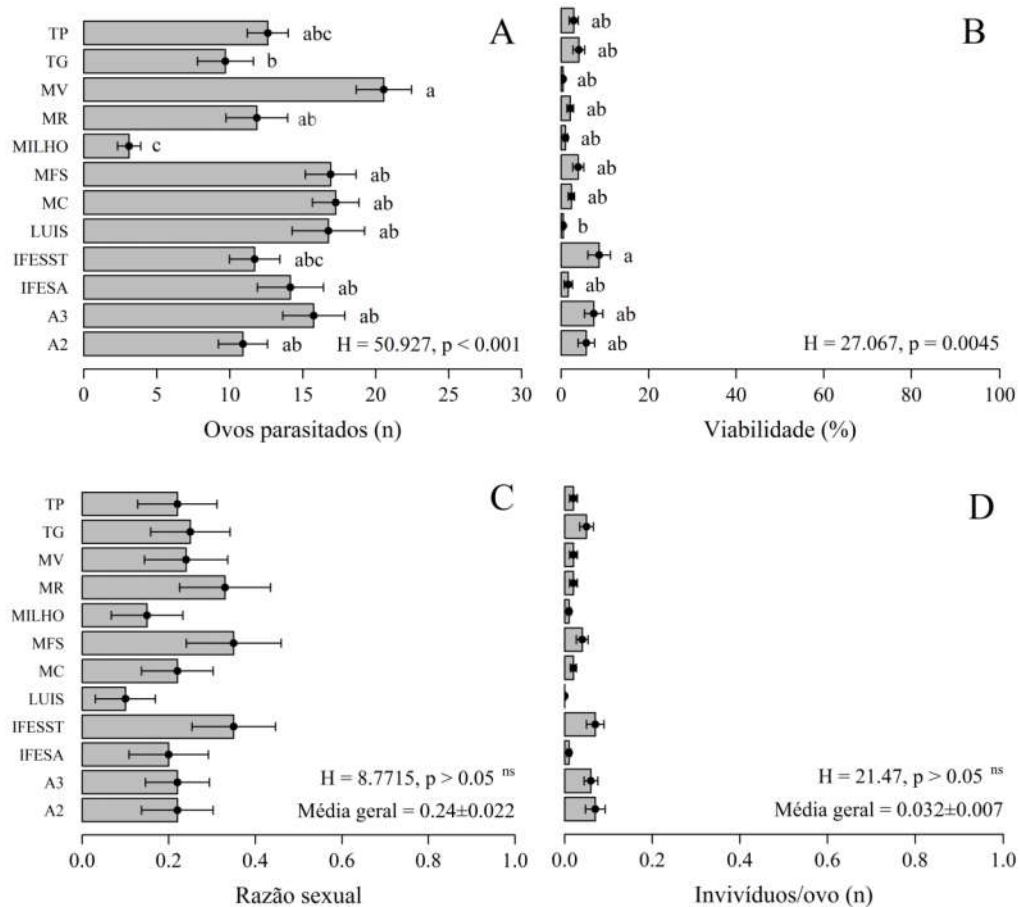 A
TP abc
TG b
MV a
MR ab
MILHO c
MFS ab
MC ab
LUIS ab
IFESST abc
IFESA ab
A3 ab
A2 ab
H = 50.927, p < 0.001
0 5 10 15 20 25 30
Ovos parasitados (n)
B
ab
ab
ab
ab
ab
ab
ab
b
a
ab
ab
ab
H = 27.067, p = 0.0045
0 20 40 60 80 100
Viabilidade (%)
C
TP
TG
MV
MR
MILHO
MFS
MC
LUIS
IFESST
IFESA
A3
A2
H = 8.7715, p > 0.05 ns
Média geral = 0.24±0.022
0.0 0.2 0.4 0.6 0.8 1.0
Razão sexual
D
H = 21.47, p > 0.05 ns
Média geral = 0.032±0.007
0.0 0.2 0.4 0.6 0.8 1.0
Invivíduos/ovo (n)